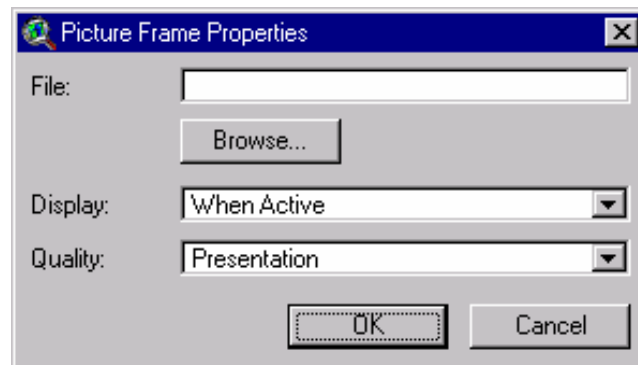 Picture Frame Properties
File:
Browse...
Display: When Active
Quality: Presentation
OK Cancel